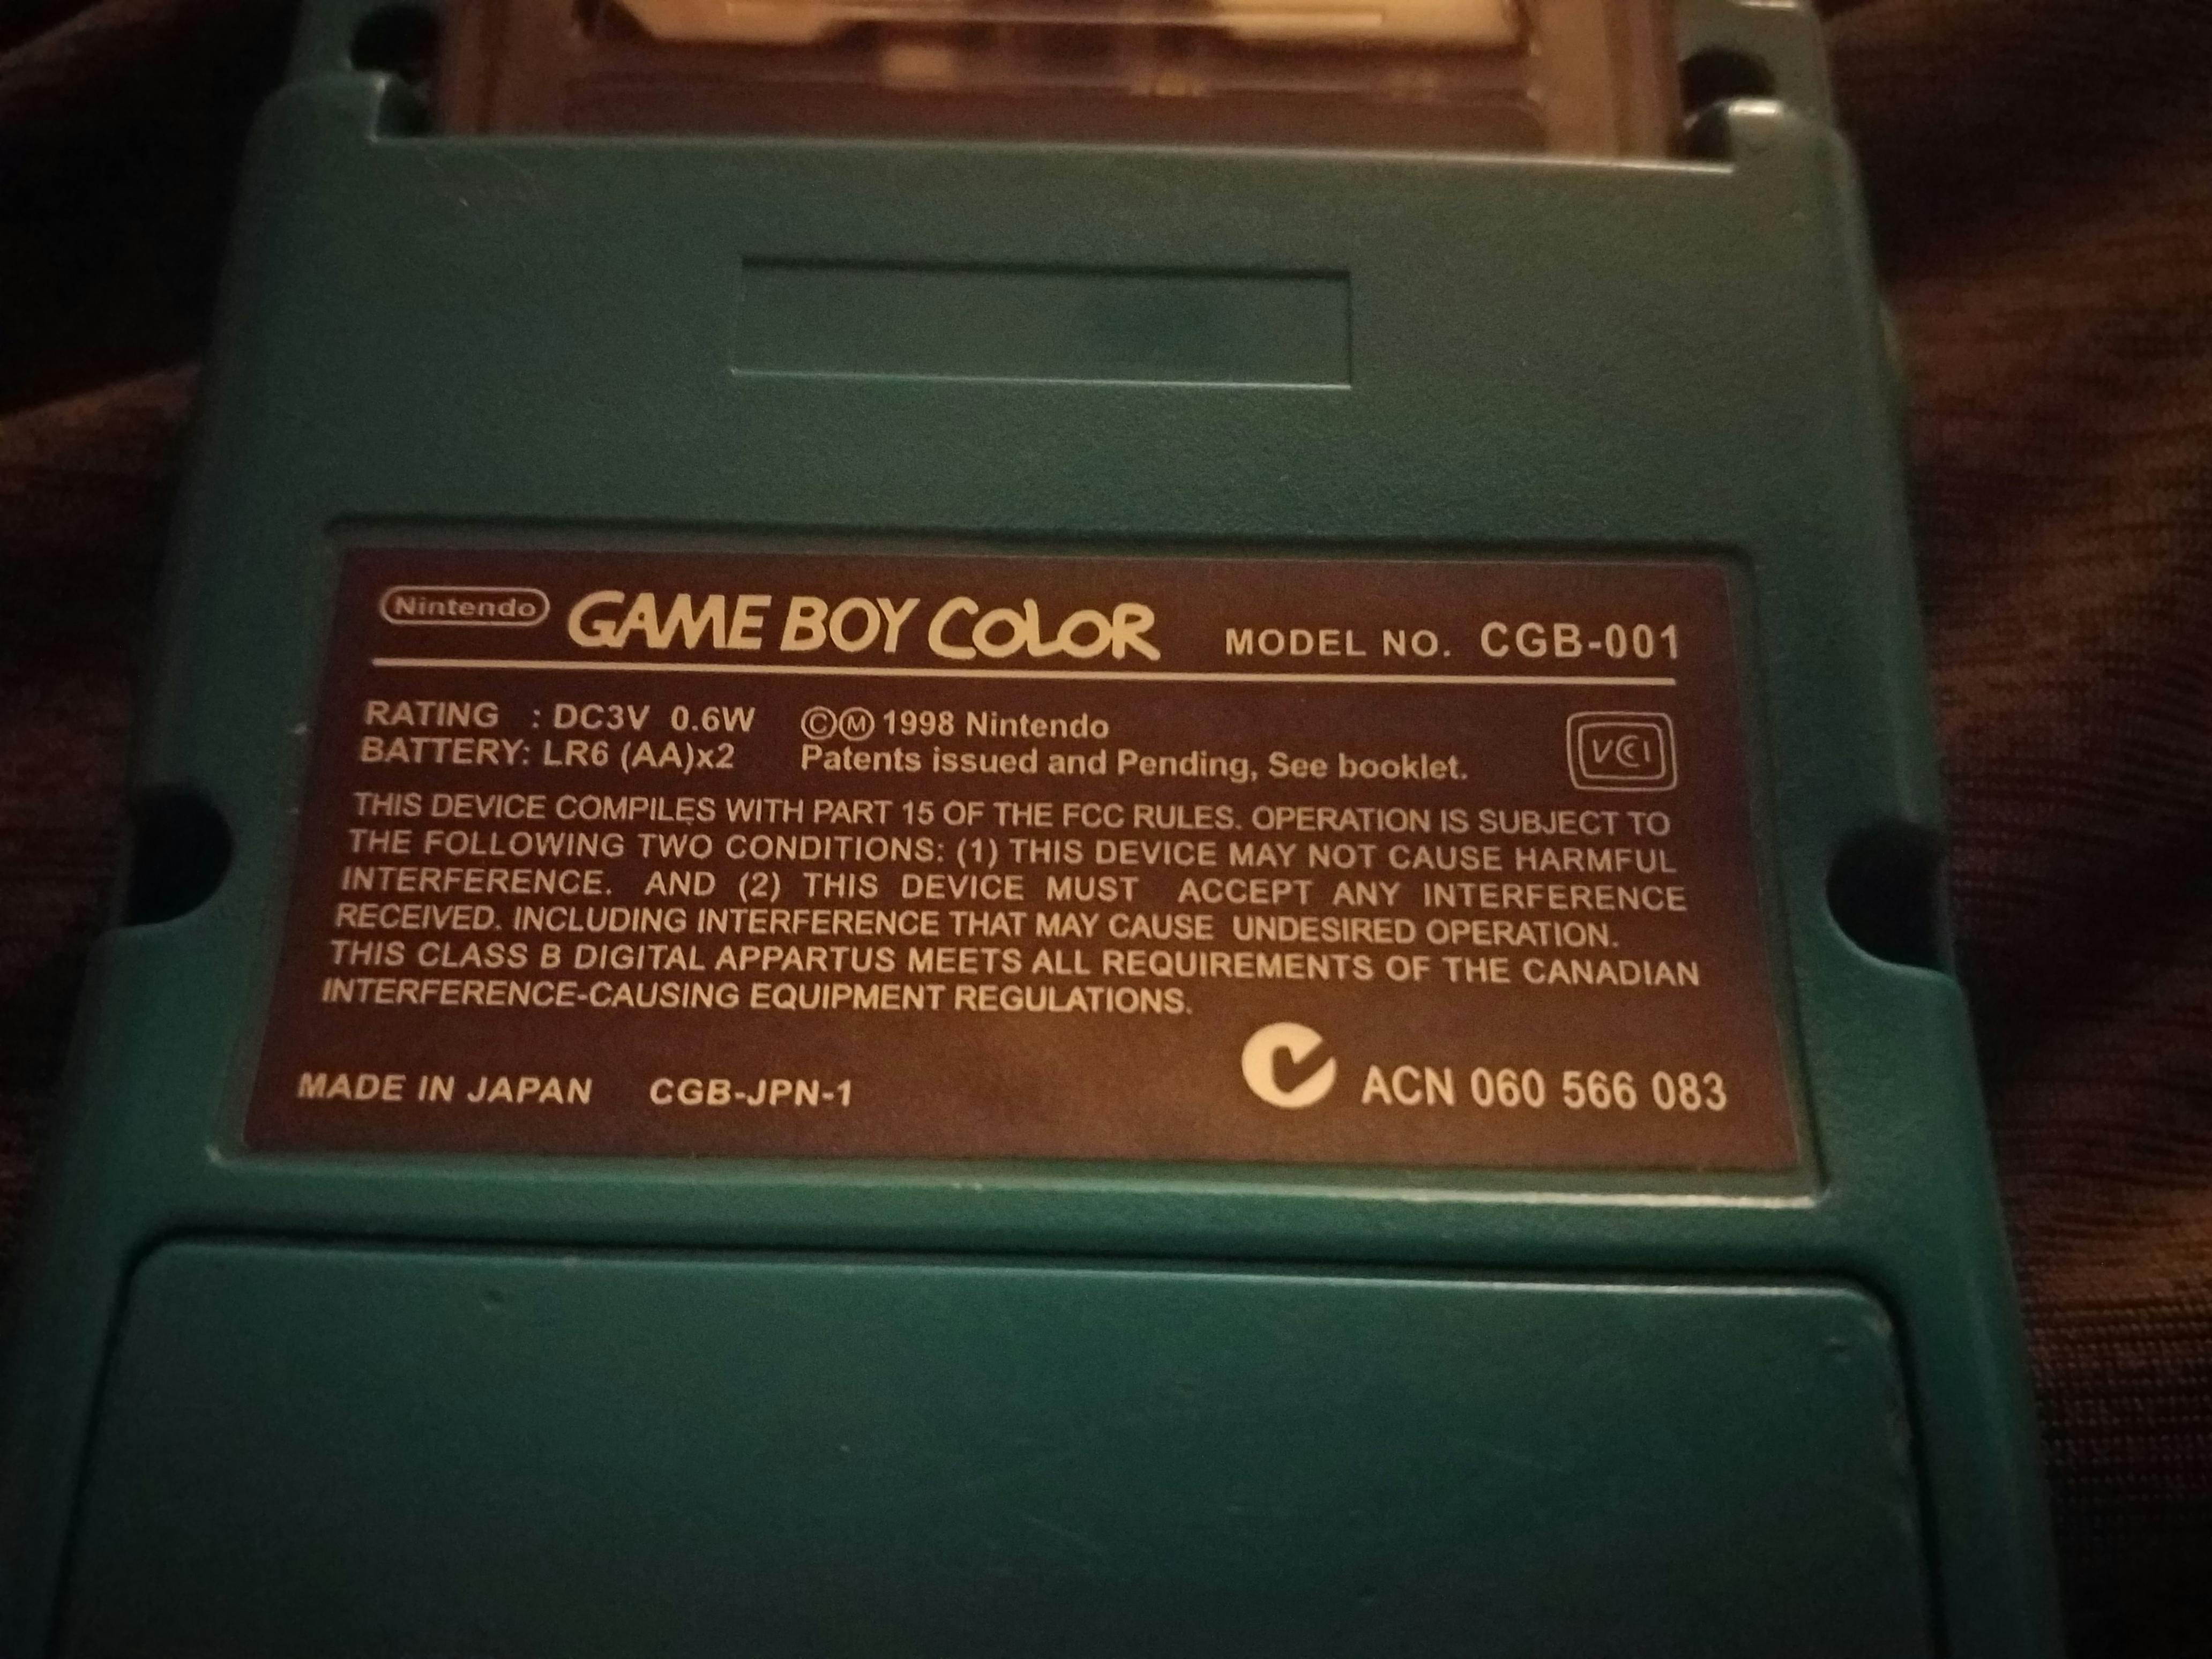 Nintendo GAME BOY COLOR MODEL NO. CGB-001
RATING : DC3V 0.6W ©Ⓜ 1998 Nintendo
BATTERY: LR6 (AA)x2 Patents issued and Pending, See booklet.
VCI
THIS DEVICE COMPILES WITH PART 15 OF THE FCC RULES. OPERATION IS SUBJECT TO
THE FOLLOWING TWO CONDITIONS: (1) THIS DEVICE MAY NOT CAUSE HARMFUL
INTERFERENCE. AND (2) THIS DEVICE MUST ACCEPT ANY INTERFERENCE
RECEIVED. INCLUDING INTERFERENCE THAT MAY CAUSE UNDESIRED OPERATION.
THIS CLASS B DIGITAL APPARTUS MEETS ALL REQUIREMENTS OF THE CANADIAN
INTERFERENCE-CAUSING EQUIPMENT REGULATIONS.
MADE IN JAPAN CGB-JPN-1 ACN 060 566 083